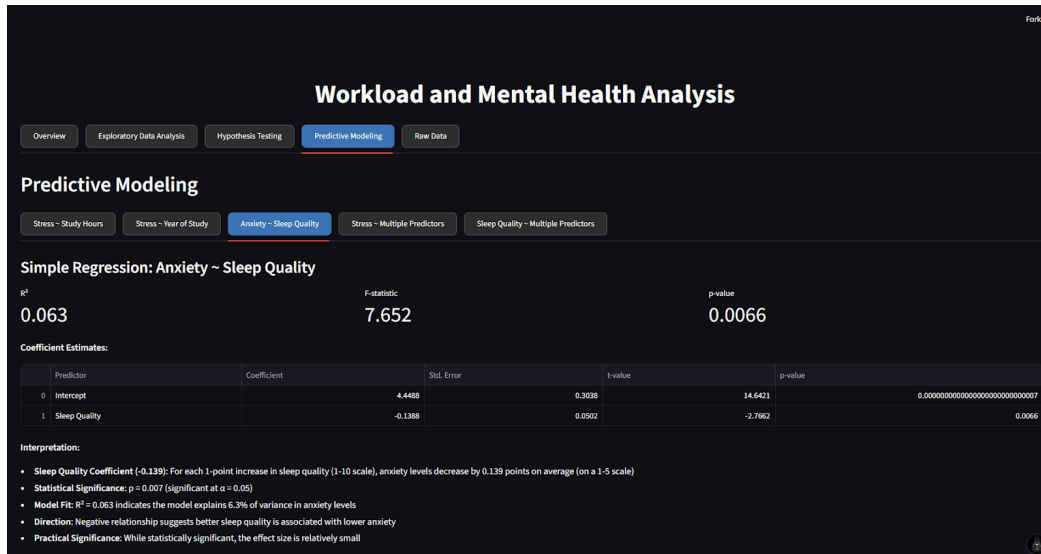 Fork
Workload and Mental Health Analysis
Overview Exploratory Data Analysis Hypothesis Testing Predictive Modeling Raw Data
Predictive Modeling
Stress ~ Study Hours Stress ~ Year of Study Anxiety ~ Sleep Quality Stress ~ Multiple Predictors Sleep Quality ~ Multiple Predictors
Simple Regression: Anxiety ~ Sleep Quality
R² F-statistic p-value
0.063 7.652 0.0066
Coefficient Estimates:
Predictor Coefficient Std. Error t-value p-value
0 Intercept 4.4488 0.3038 14.6421 0.0000000000000000000000000007
1 Sleep Quality -0.1388 0.0502 -2.7662 0.0066
Interpretation:
• Sleep Quality Coefficient (-0.139): For each 1-point increase in sleep quality (1-10 scale), anxiety levels decrease by 0.139 points on average (on a 1-5 scale)
• Statistical Significance: p = 0.007 (significant at α = 0.05)
• Model Fit: R² = 0.063 indicates the model explains 6.3% of variance in anxiety levels
• Direction: Negative relationship suggests better sleep quality is associated with lower anxiety
• Practical Significance: While statistically significant, the effect size is relatively small